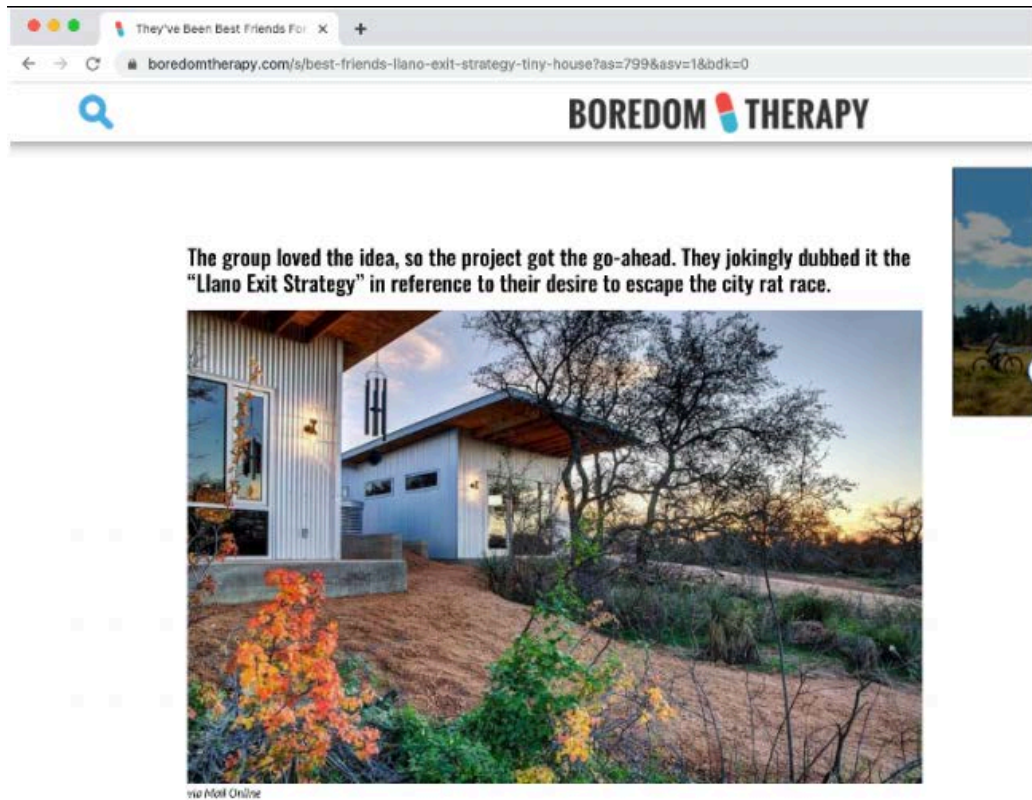 They've Been Best Friends For
boredomtherapy.com/s/best-friends-llano-exit-strategy-tiny-house?as=799&asv=1&bdk=0
BOREDOM THERAPY
The group loved the idea, so the project got the go-ahead. They jokingly dubbed it the
“Llano Exit Strategy” in reference to their desire to escape the city rat race.
via Mail Online